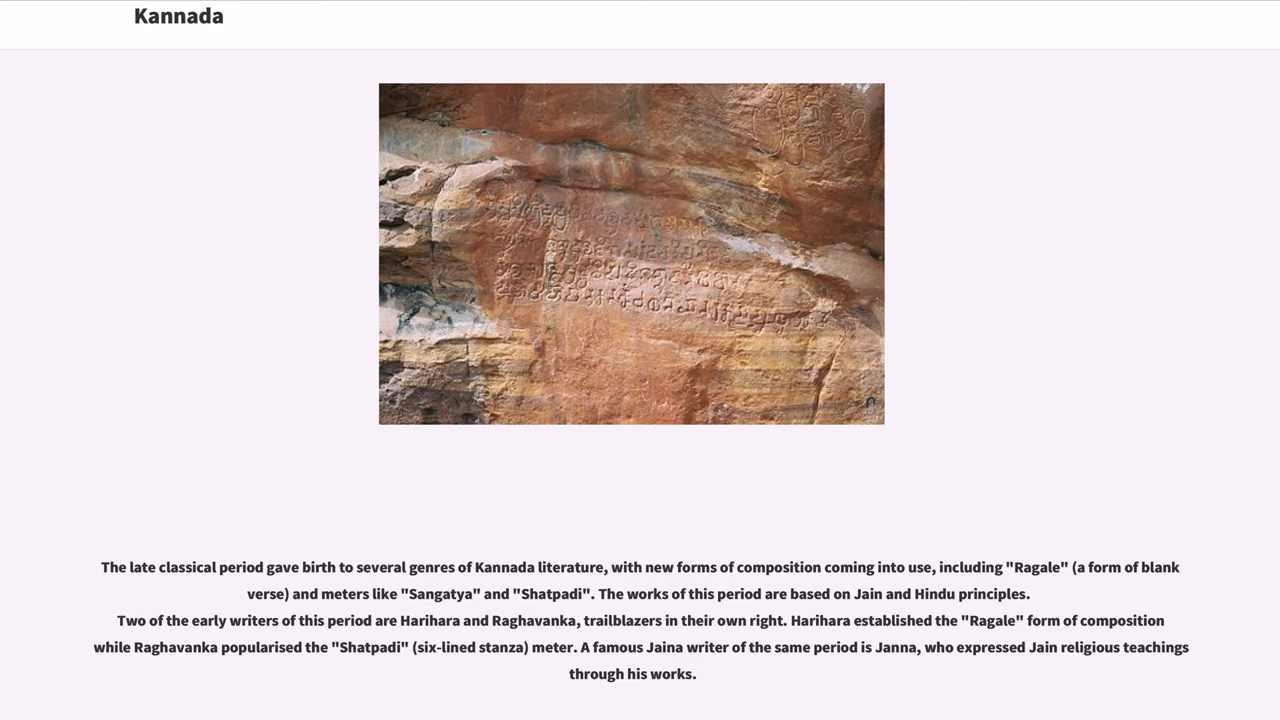 Kannada
The late classical period gave birth to several genres of Kannada literature, with new forms of composition coming into use, including "Ragale" (a form of blank
verse) and meters like "Sangatya" and "Shatpadi". The works of this period are based on Jain and Hindu principles.
Two of the early writers of this period are Harihara and Raghavanka, trailblazers in their own right. Harihara established the "Ragale" form of composition
while Raghavanka popularised the "Shatpadi" (six-lined stanza) meter. A famous Jaina writer of the same period is Janna, who expressed Jain religious teachings
through his works.